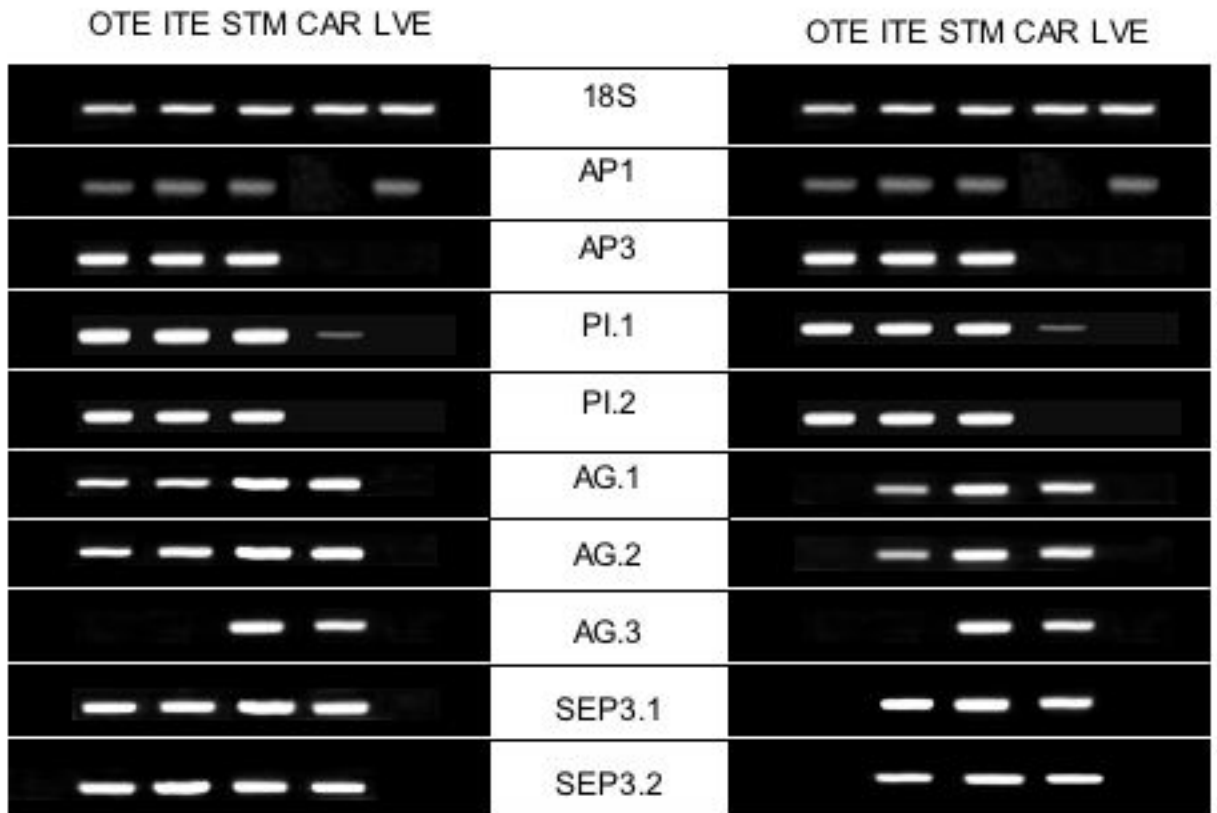 OTE ITE STM CAR LVE
OTE ITE STM CAR LVE
18S
AP1
AP3
PI.1
PI.2
AG.1
AG.2
AG.3
SEP3.1
SEP3.2